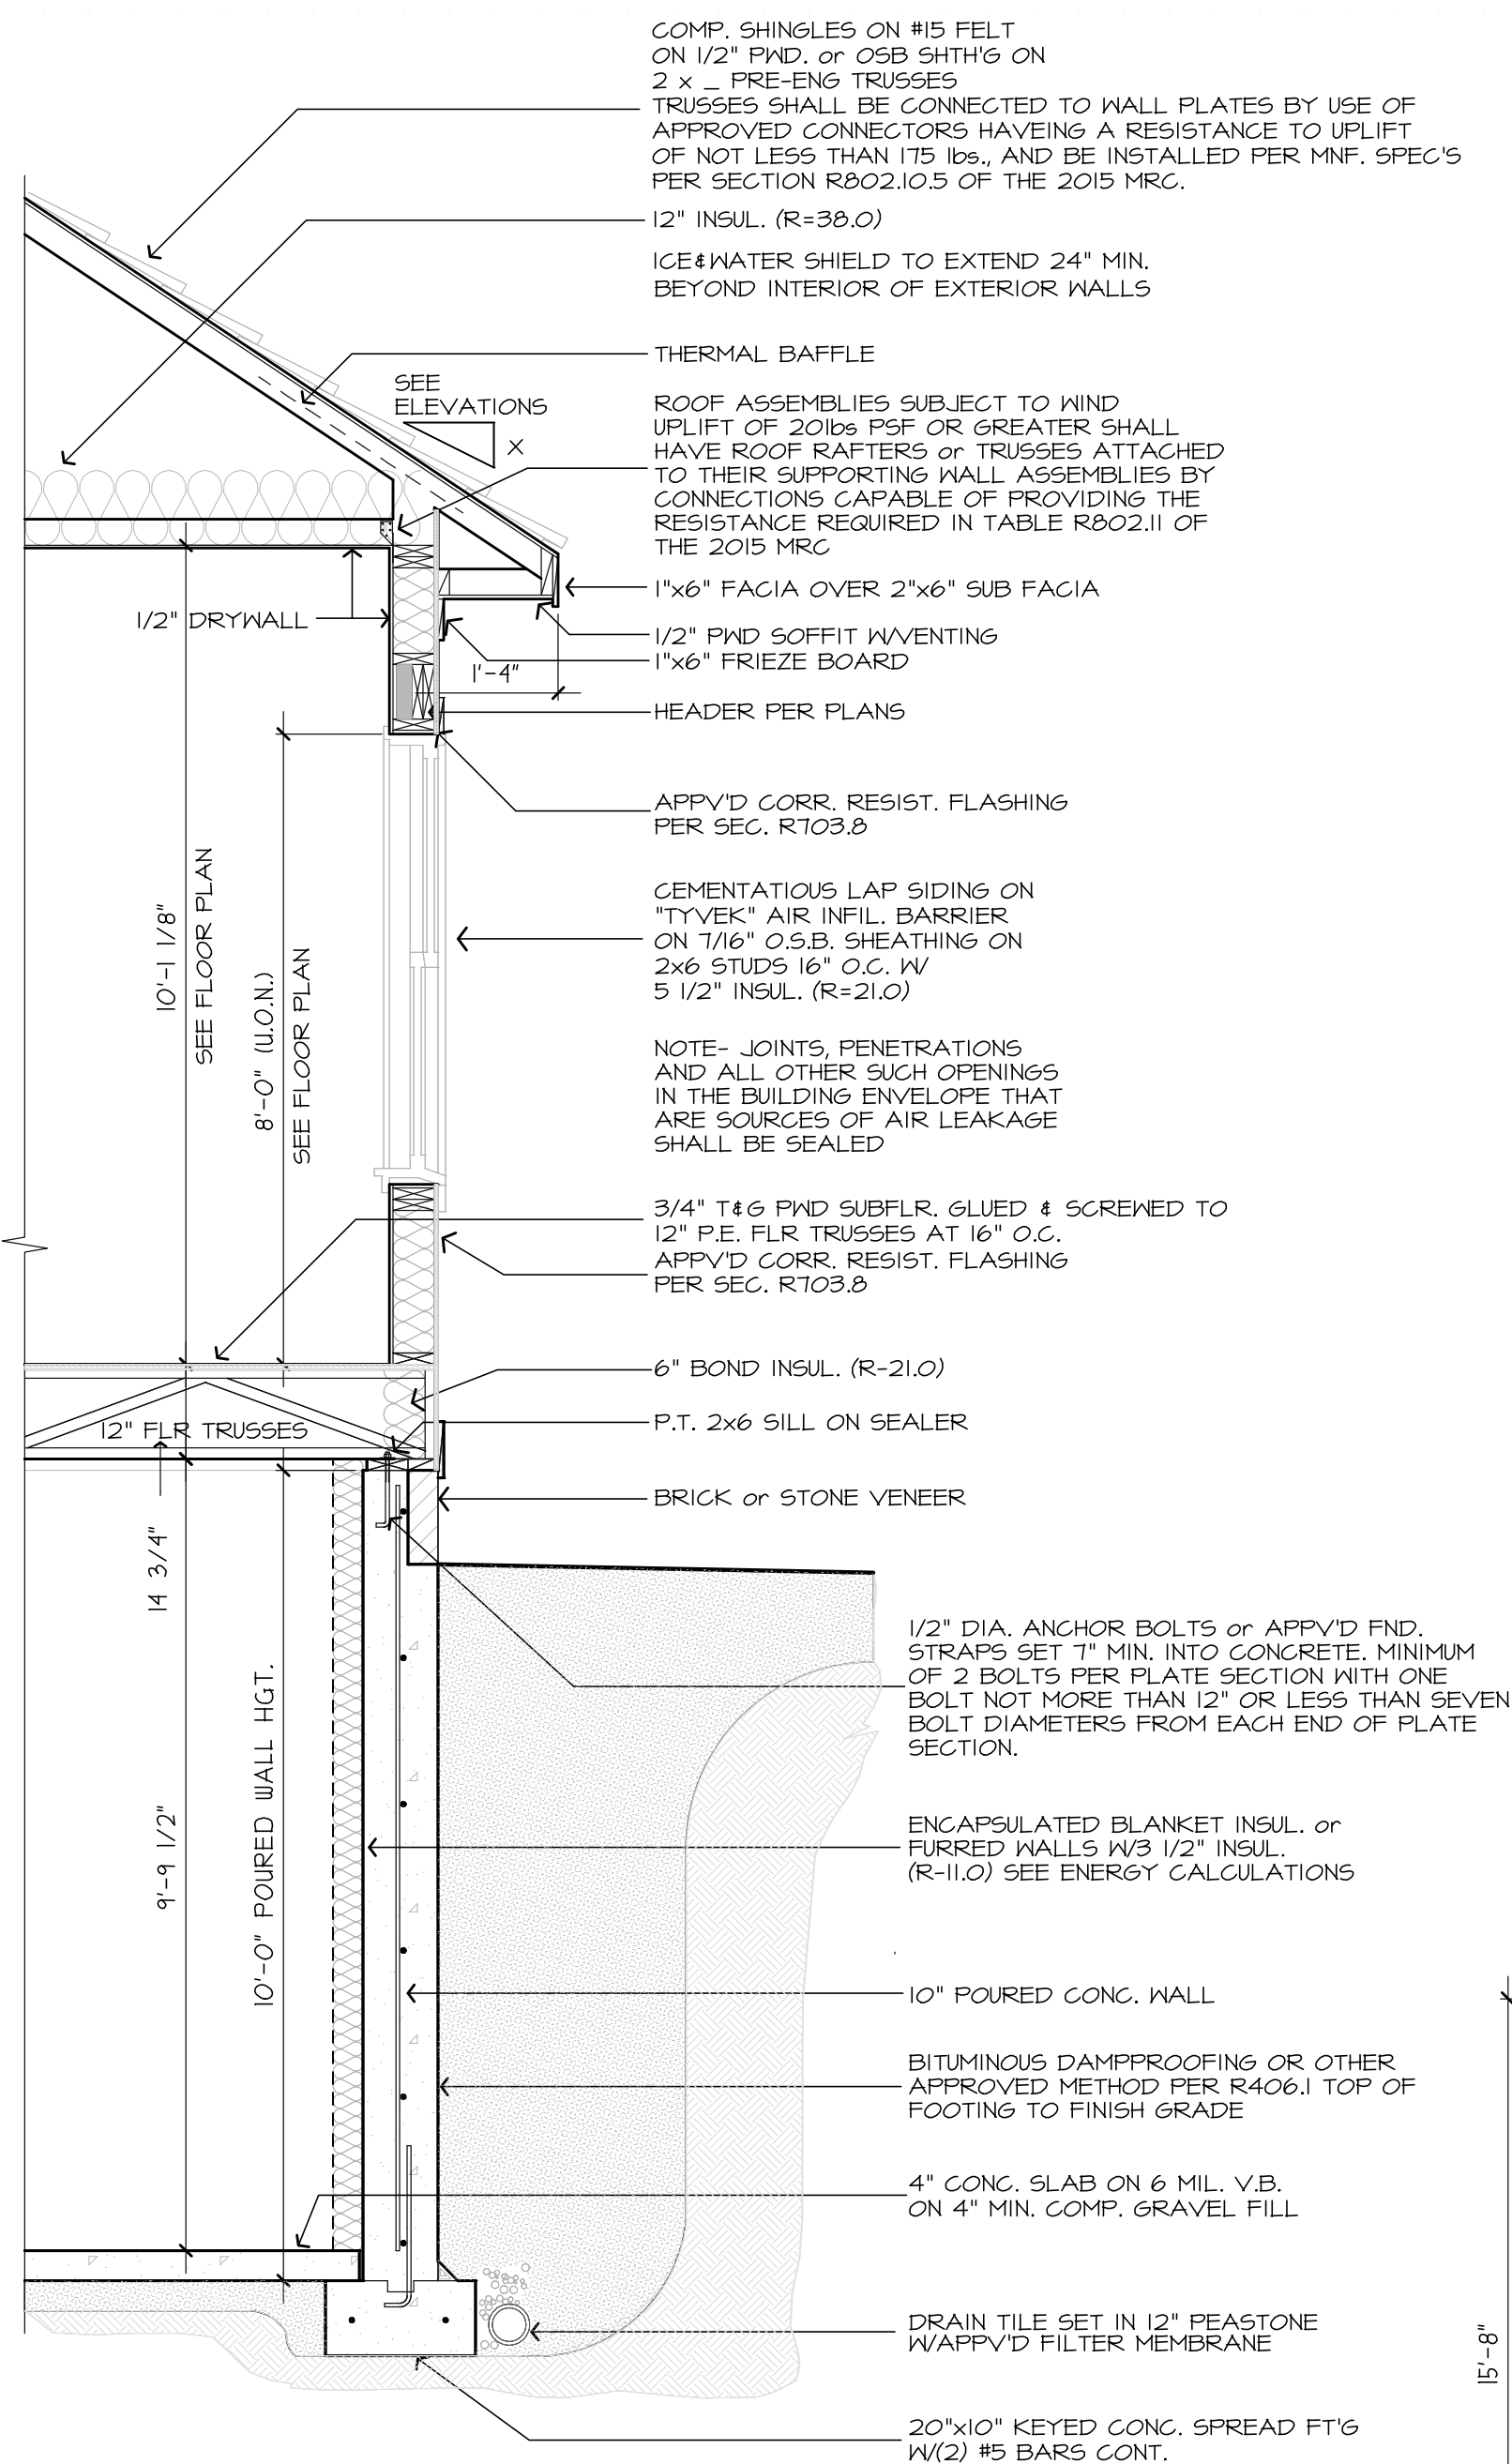 COMP. SHINGLES ON #15 FELT
ON 1/2" PWD. or OSB SHTH'G ON
2 x _ PRE-ENG TRUSSES
TRUSSES SHALL BE CONNECTED TO WALL PLATES BY USE OF
APPROVED CONNECTORS HAVEING A RESISTANCE TO UPLIFT
OF NOT LESS THAN 175 lbs., AND BE INSTALLED PER MNF. SPEC'S
PER SECTION R802.10.5 OF THE 2015 MRC.
12" INSUL. (R=38.0)
ICE&WATER SHIELD TO EXTEND 24" MIN.
BEYOND INTERIOR OF EXTERIOR WALLS
THERMAL BAFFLE
SEE
ELEVATIONS
X
ROOF ASSEMBLIES SUBJECT TO WIND
UPLIFT OF 20lbs PSF OR GREATER SHALL
HAVE ROOF RAFTERS or TRUSSES ATTACHED
TO THEIR SUPPORTING WALL ASSEMBLIES BY
CONNECTIONS CAPABLE OF PROVIDING THE
RESISTANCE REQUIRED IN TABLE R802.11 OF
THE 2015 MRC
1"x6" FACIA OVER 2"x6" SUB FACIA
1/2" DRYWALL
1/2" PWD SOFFIT W/VENTING
1"x6" FRIEZE BOARD
1'-4"
HEADER PER PLANS
APPV'D CORR. RESIST. FLASHING
PER SEC. R703.8
CEMENTATIOUS LAP SIDING ON
"TYVEK" AIR INFIL. BARRIER
ON 7/16" O.S.B. SHEATHING ON
2x6 STUDS 16" O.C. W/
5 1/2" INSUL. (R=21.0)
10'-1 1/8"
SEE FLOOR PLAN
8'-0" (U.O.N.)
SEE FLOOR PLAN
NOTE- JOINTS, PENETRATIONS
AND ALL OTHER SUCH OPENINGS
IN THE BUILDING ENVELOPE THAT
ARE SOURCES OF AIR LEAKAGE
SHALL BE SEALED
3/4" T&G PWD SUBFLR. GLUED & SCREWED TO
12" P.E. FLR TRUSSES AT 16" O.C.
APPV'D CORR. RESIST. FLASHING
PER SEC. R703.8
6" BOND INSUL. (R-21.0)
12" FLR TRUSSES
P.T. 2x6 SILL ON SEALER
BRICK or STONE VENEER
14 3/4"
1/2" DIA. ANCHOR BOLTS or APPV'D FND.
STRAPS SET 7" MIN. INTO CONCRETE. MINIMUM
OF 2 BOLTS PER PLATE SECTION WITH ONE
BOLT NOT MORE THAN 12" OR LESS THAN SEVEN
BOLT DIAMETERS FROM EACH END OF PLATE
SECTION.
9'-9 1/2"
10'-0" POURED WALL HGT.
ENCAPSULATED BLANKET INSUL. or
FURRED WALLS W/3 1/2" INSUL.
(R-11.0) SEE ENERGY CALCULATIONS
10" POURED CONC. WALL
BITUMINOUS DAMPPROOFING OR OTHER
APPROVED METHOD PER R406.1 TOP OF
FOOTING TO FINISH GRADE
4" CONC. SLAB ON 6 MIL. V.B.
ON 4" MIN. COMP. GRAVEL FILL
DRAIN TILE SET IN 12" PEASTONE
W/APPV'D FILTER MEMBRANE
15'-8"
20"x10" KEYED CONC. SPREAD FT'G
W/(2) #5 BARS CONT.